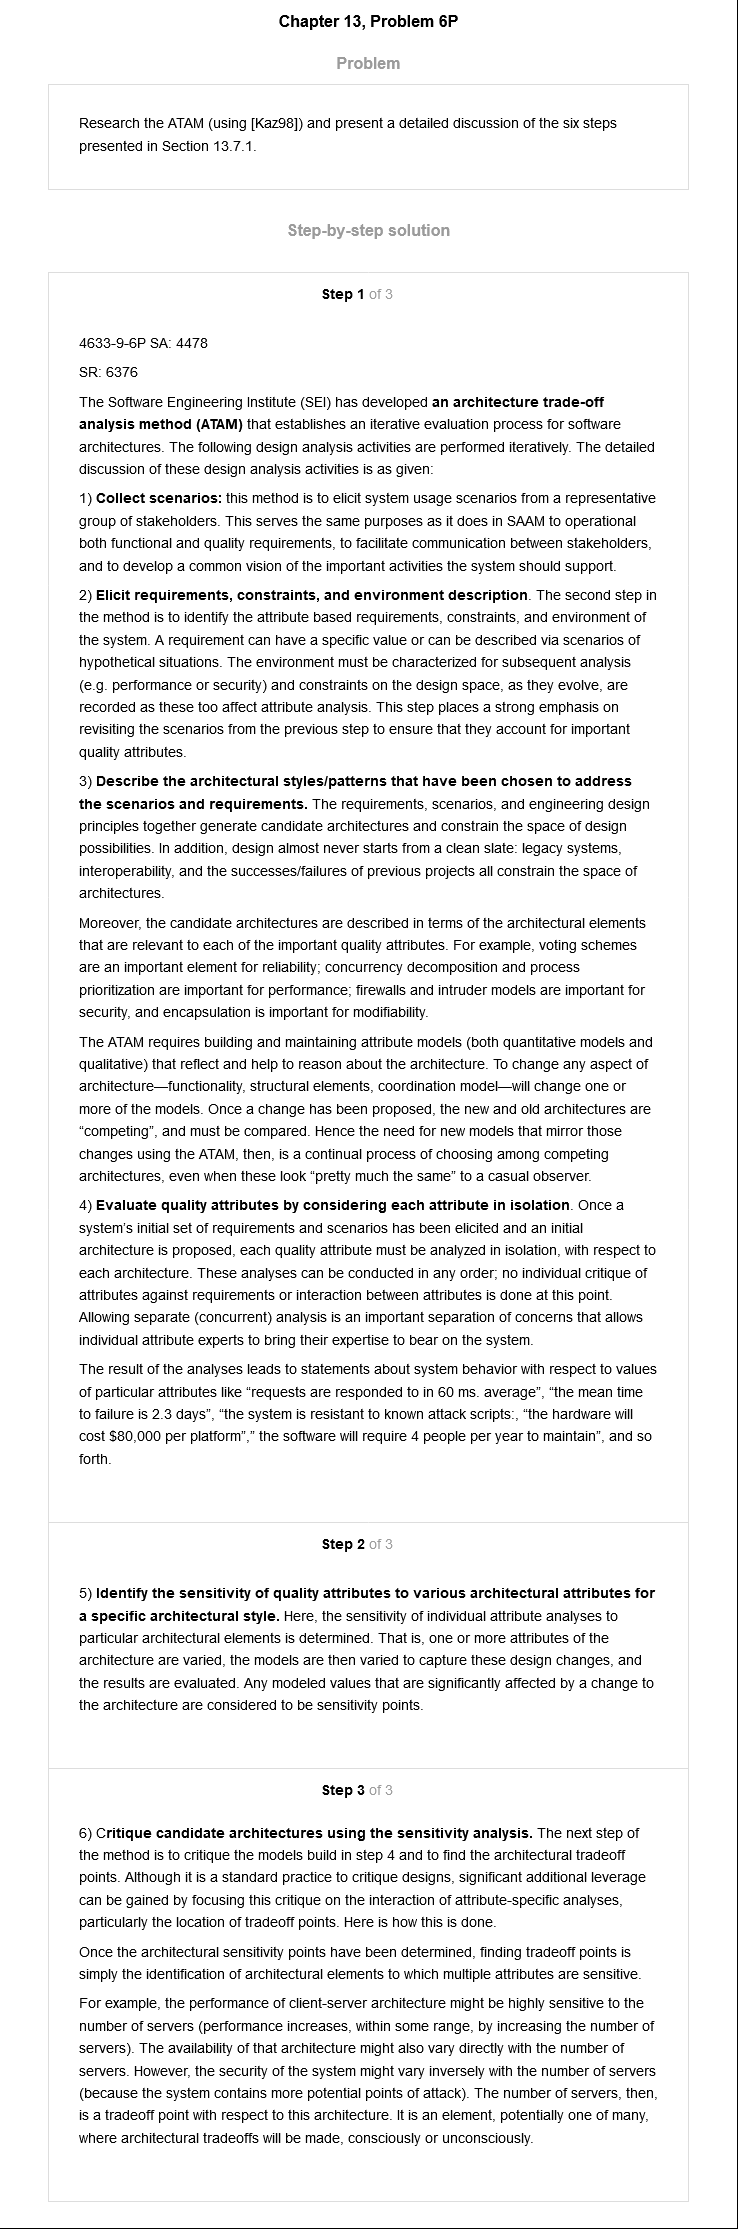 Chapter 13, Problem 6P
Problem
Research the ATAM (using [Kaz98]) and present a detailed discussion of the six steps
presented in Section 13.7.1.
Step-by-step solution
Step 1 of 3
4633-9-6P SA: 4478
SR: 6376
The Software Engineering Institute (SEI) has developed an architecture trade-off
analysis method (ATAM) that establishes an iterative evaluation process for software
architectures. The following design analysis activities are performed iteratively. The detailed
discussion of these design analysis activities is as given:
1) Collect scenarios: this method is to elicit system usage scenarios from a representative
group of stakeholders. This serves the same purposes as it does in SAAM to operational
both functional and quality requirements, to facilitate communication between stakeholders,
and to develop a common vision of the important activities the system should support.
2) Elicit requirements, constraints, and environment description. The second step in
the method is to identify the attribute based requirements, constraints, and environment of
the system. A requirement can have a specific value or can be described via scenarios of
hypothetical situations. The environment must be characterized for subsequent analysis
(e.g. performance or security) and constraints on the design space, as they evolve, are
recorded as these too affect attribute analysis. This step places a strong emphasis on
revisiting the scenarios from the previous step to ensure that they account for important
quality attributes.
3) Describe the architectural styles/patterns that have been chosen to address
the scenarios and requirements. The requirements, scenarios, and engineering design
principles together generate candidate architectures and constrain the space of design
possibilities. In addition, design almost never starts from a clean slate: legacy systems,
interoperability, and the successes/failures of previous projects all constrain the space of
architectures.
Moreover, the candidate architectures are described in terms of the architectural elements
that are relevant to each of the important quality attributes. For example, voting schemes
are an important element for reliability; concurrency decomposition and process
prioritization are important for performance; firewalls and intruder models are important for
security, and encapsulation is important for modifiability.
The ATAM requires building and maintaining attribute models (both quantitative models and
qualitative) that reflect and help to reason about the architecture. To change any aspect of
architecture—functionality, structural elements, coordination model—will change one or
more of the models. Once a change has been proposed, the new and old architectures are
“competing”, and must be compared. Hence the need for new models that mirror those
changes using the ATAM, then, is a continual process of choosing among competing
architectures, even when these look “pretty much the same” to a casual observer.
4) Evaluate quality attributes by considering each attribute in isolation. Once a
system’s initial set of requirements and scenarios has been elicited and an initial
architecture is proposed, each quality attribute must be analyzed in isolation, with respect to
each architecture. These analyses can be conducted in any order; no individual critique of
attributes against requirements or interaction between attributes is done at this point.
Allowing separate (concurrent) analysis is an important separation of concerns that allows
individual attribute experts to bring their expertise to bear on the system.
The result of the analyses leads to statements about system behavior with respect to values
of particular attributes like “requests are responded to in 60 ms. average”, “the mean time
to failure is 2.3 days”, “the system is resistant to known attack scripts:, “the hardware will
cost $80,000 per platform”,” the software will require 4 people per year to maintain”, and so
forth.
Step 2 of 3
5) Identify the sensitivity of quality attributes to various architectural attributes for
a specific architectural style. Here, the sensitivity of individual attribute analyses to
particular architectural elements is determined. That is, one or more attributes of the
architecture are varied, the models are then varied to capture these design changes, and
the results are evaluated. Any modeled values that are significantly affected by a change to
the architecture are considered to be sensitivity points.
Step 3 of 3
6) Critique candidate architectures using the sensitivity analysis. The next step of
the method is to critique the models build in step 4 and to find the architectural tradeoff
points. Although it is a standard practice to critique designs, significant additional leverage
can be gained by focusing this critique on the interaction of attribute-specific analyses,
particularly the location of tradeoff points. Here is how this is done.
Once the architectural sensitivity points have been determined, finding tradeoff points is
simply the identification of architectural elements to which multiple attributes are sensitive.
For example, the performance of client-server architecture might be highly sensitive to the
number of servers (performance increases, within some range, by increasing the number of
servers). The availability of that architecture might also vary directly with the number of
servers. However, the security of the system might vary inversely with the number of servers
(because the system contains more potential points of attack). The number of servers, then,
is a tradeoff point with respect to this architecture. It is an element, potentially one of many,
where architectural tradeoffs will be made, consciously or unconsciously.